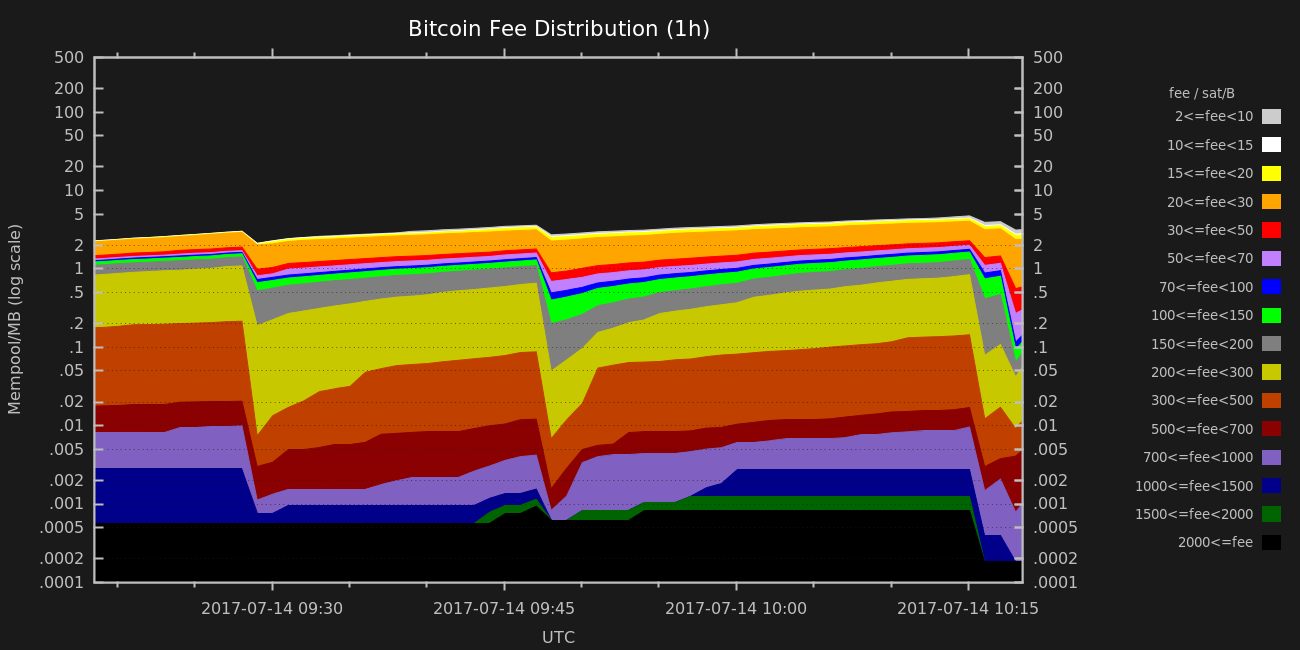 Bitcoin Fee Distribution (1h)
Mempool/MB (log scale)
500
200
100
50
20
10
5
2
1
.5
.2
.1
.05
.02
.01
.005
.002
.001
.0005
.0002
.0001
500
200
100
50
20
10
5
2
1
.5
.2
.1
.05
.02
.01
.005
.002
.001
.0005
.0002
.0001
2017-07-14 09:30
2017-07-14 09:45
2017-07-14 10:00
2017-07-14 10:15
UTC
fee / sat/B
2<=fee<10
10<=fee<15
15<=fee<20
20<=fee<30
30<=fee<50
50<=fee<70
70<=fee<100
100<=fee<150
150<=fee<200
200<=fee<300
300<=fee<500
500<=fee<700
700<=fee<1000
1000<=fee<1500
1500<=fee<2000
2000<=fee